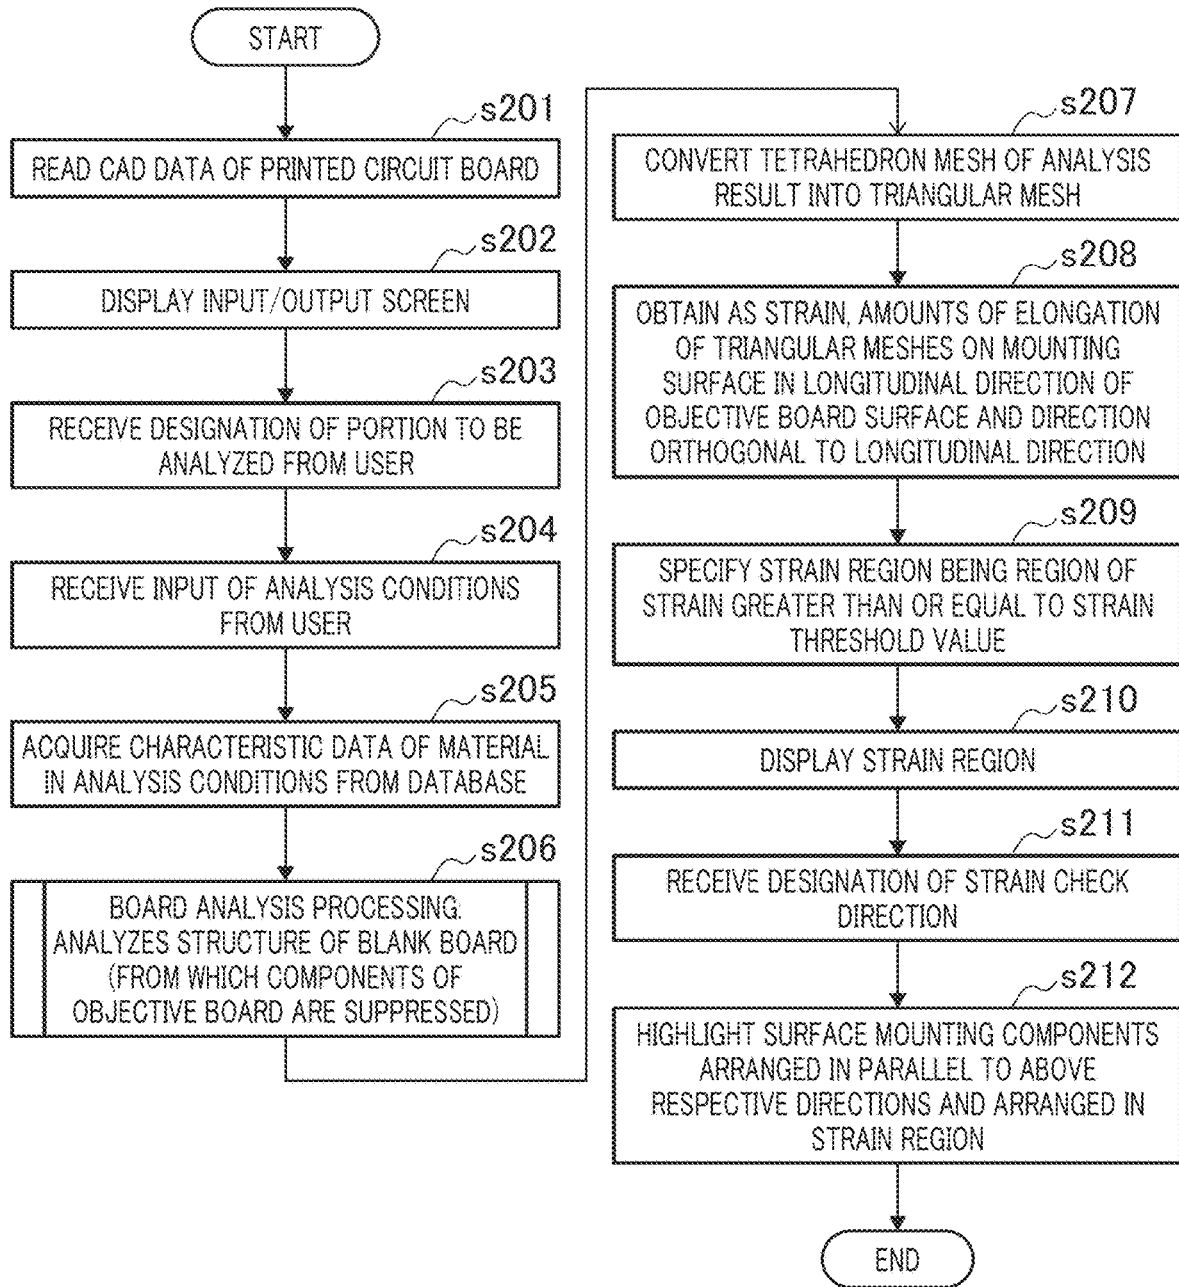 START
s201
READ CAD DATA OF PRINTED CIRCUIT BOARD
s202
DISPLAY INPUT/OUTPUT SCREEN
s203
RECEIVE DESIGNATION OF PORTION TO BE
ANALYZED FROM USER
s204
RECEIVE INPUT OF ANALYSIS CONDITIONS
FROM USER
s205
ACQUIRE CHARACTERISTIC DATA OF MATERIAL
IN ANALYSIS CONDITIONS FROM DATABASE
s206
BOARD ANALYSIS PROCESSING:
ANALYZES STRUCTURE OF BLANK BOARD
(FROM WHICH COMPONENTS OF
OBJECTIVE BOARD ARE SUPPRESSED)
s207
CONVERT TETRAHEDRON MESH OF ANALYSIS
RESULT INTO TRIANGULAR MESH
s208
OBTAIN AS STRAIN, AMOUNTS OF ELONGATION
OF TRIANGULAR MESHES ON MOUNTING
SURFACE IN LONGITUDINAL DIRECTION OF
OBJECTIVE BOARD SURFACE AND DIRECTION
ORTHOGONAL TO LONGITUDINAL DIRECTION
s209
SPECIFY STRAIN REGION BEING REGION OF
STRAIN GREATER THAN OR EQUAL TO STRAIN
THRESHOLD VALUE
s210
DISPLAY STRAIN REGION
s211
RECEIVE DESIGNATION OF STRAIN CHECK
DIRECTION
s212
HIGHLIGHT SURFACE MOUNTING COMPONENTS
ARRANGED IN PARALLEL TO ABOVE
RESPECTIVE DIRECTIONS AND ARRANGED IN
STRAIN REGION
END